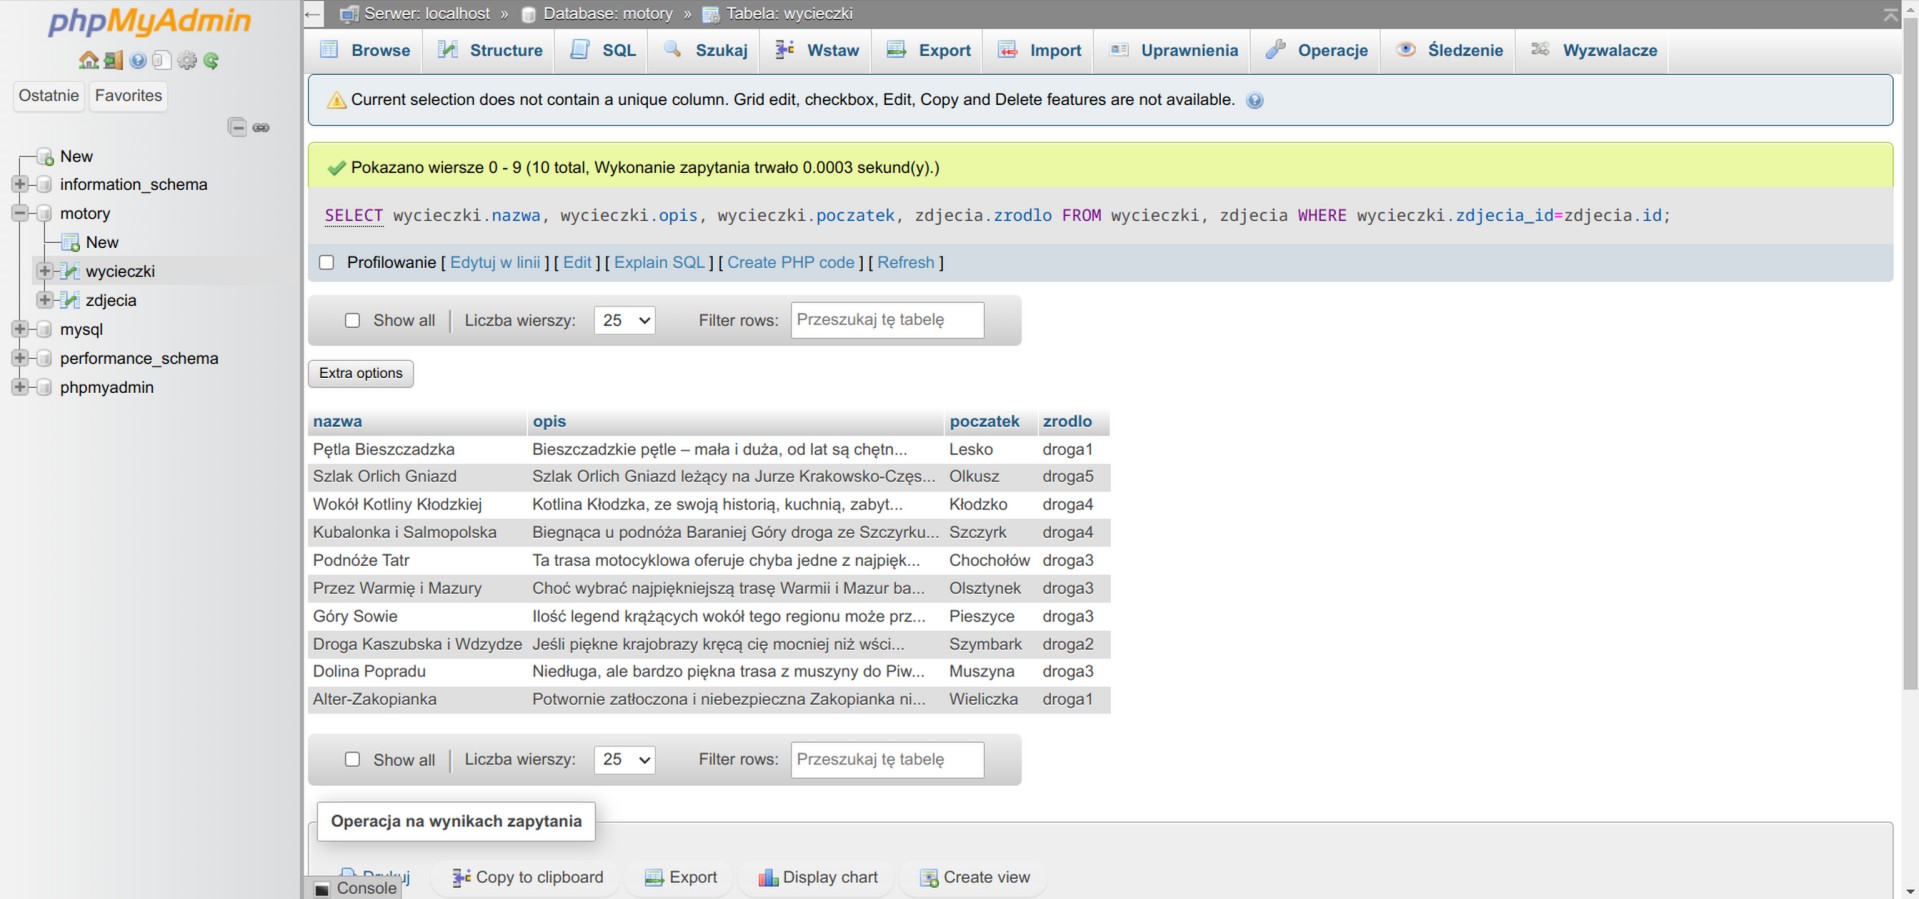 phpMyAdmin
Ostatnie Favorites
New
information_schema
motory
New
wycieczki
zdjecia
mysql
performance_schema
phpmyadmin
Serwer: localhost » Database: motory » Tabela: wycieczki
Browse Structure SQL Szukaj Wstaw Export Import Uprawnienia Operacje Śledzenie Wyzwalacze
Current selection does not contain a unique column. Grid edit, checkbox, Edit, Copy and Delete features are not available.
Pokazano wiersze 0 - 9 (10 total, Wykonanie zapytania trwało 0.0003 sekund(y).)
SELECT wycieczki.nazwa, wycieczki.opis, wycieczki.poczatek, zdjecia.zrodlo FROM wycieczki, zdjecia WHERE wycieczki.zdjecia_id=zdjecia.id;
Profilowanie [ Edytuj w linii ] [ Edit ] [ Explain SQL ] [ Create PHP code ] [ Refresh ]
Show all | Liczba wierszy: 25 Filter rows: Przeszukaj tę tabelę
Extra options
nazwa opis poczatek zrodlo
Pętla Bieszczadzka Bieszczadzkie pętle – mała i duża, od lat są chętn... Lesko droga1
Szlak Orlich Gniazd Szlak Orlich Gniazd leżący na Jurze Krakowsko-Częs... Olkusz droga5
Wokół Kotliny Kłodzkiej Kotlina Kłodzka, ze swoją historią, kuchnią, zabyt... Kłodzko droga4
Kubalonka i Salmopolska Biegnąca u podnóża Baraniej Góry droga ze Szczyrku... Szczyrk droga4
Podnóże Tatr Ta trasa motocyklowa oferuje chyba jedne z najpięk... Chochołów droga3
Przez Warmię i Mazury Choć wybrać najpiękniejszą trasę Warmii i Mazur ba... Olsztynek droga3
Góry Sowie Ilość legend krążących wokół tego regionu może prz... Pieszyce droga3
Droga Kaszubska i Wdzydze Jeśli piękne krajobrazy kręcą cię mocniej niż wści... Szymbark droga2
Dolina Popradu Niedługa, ale bardzo piękna trasa z muszyny do Piw... Muszyna droga3
Alter-Zakopianka Potwornie zatłoczona i niebezpieczna Zakopianka ni... Wieliczka droga1
Show all | Liczba wierszy: 25 Filter rows: Przeszukaj tę tabelę
Operacja na wynikach zapytania
Drukuj Copy to clipboard Export Display chart Create view
Console